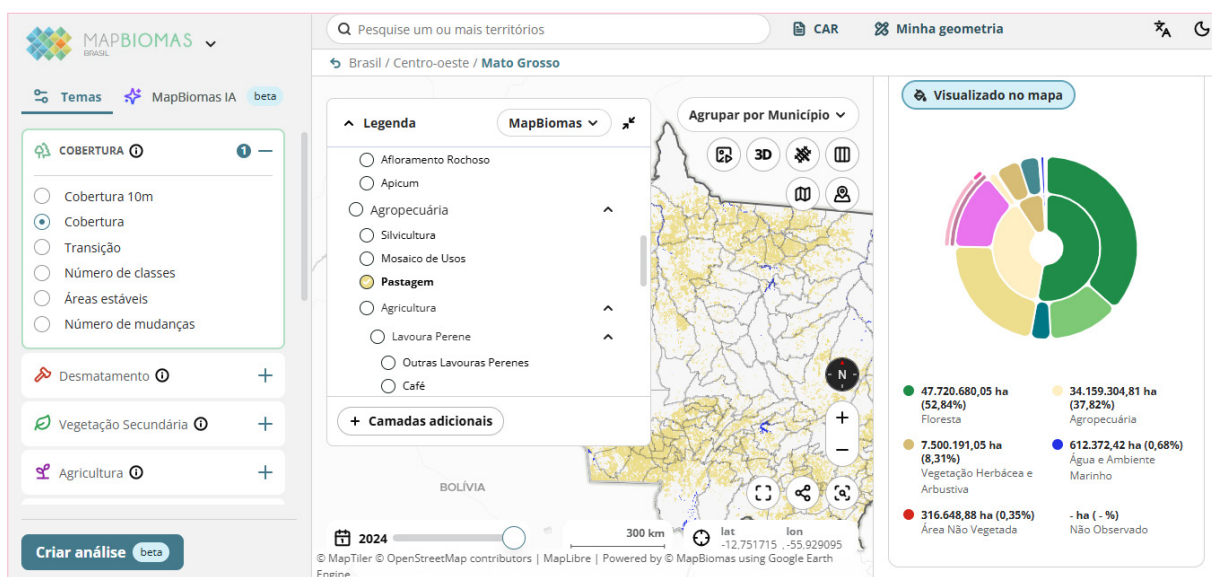 MAPBIOMAS
BRASIL
Temas
MapBiomas IA
beta
COBERTURA
1
Cobertura 10m
Cobertura
Transição
Número de classes
Áreas estáveis
Número de mudanças
Desmatamento
Vegetação Secundária
Agricultura
Criar análise beta
Pesquise um ou mais territórios
CAR
Minha geometria
Brasil / Centro-oeste / Mato Grosso
Legenda
MapBiomas
Afloramento Rochoso
Apicum
Agropecuária
Silvicultura
Mosaico de Usos
Pastagem
Agricultura
Lavoura Perene
Outras Lavouras Perenes
Café
+ Camadas adicionais
Agrupar por Município
3D
N
+
−
BOLÍVIA
2024
300 km
lat lon
-12,751715 , -55,929095
© MapTiler © OpenStreetMap contributors | MapLibre | Powered by © MapBiomas using Google Earth
Engine
Visualizado no mapa
47.720.680,05 ha
(52,84%)
Floresta
34.159.304,81 ha
(37,82%)
Agropecuária
7.500.191,05 ha
(8,31%)
Vegetação Herbácea e
Arbustiva
612.372,42 ha (0,68%)
Água e Ambiente
Marinho
316.648,88 ha (0,35%)
Área Não Vegetada
- ha ( - %)
Não Observado